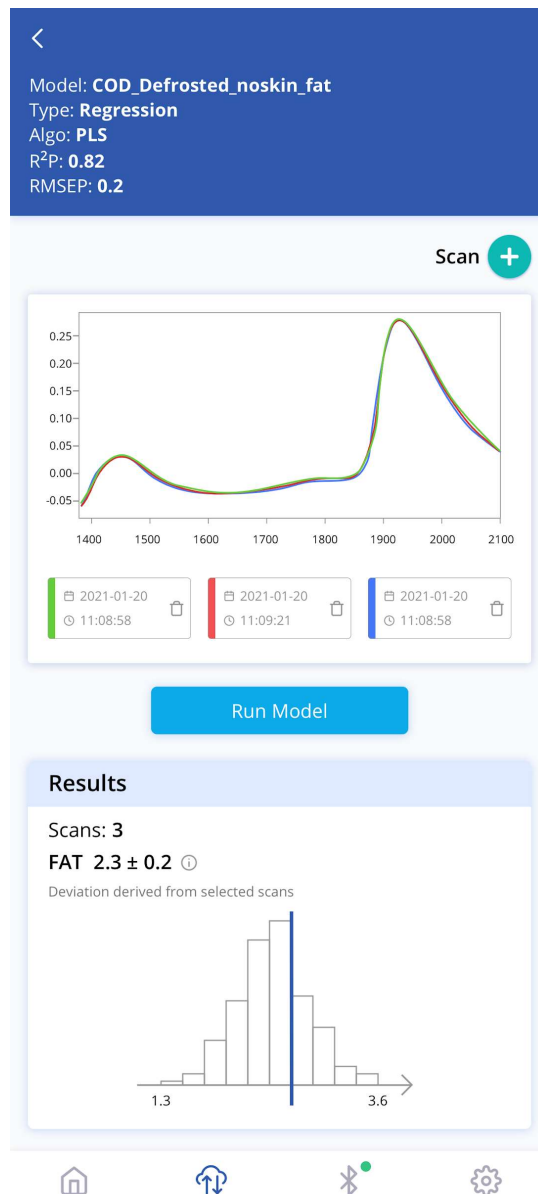 Model: COD_Defrosted_noskin_fat
Type: Regression
Algo: PLS
R²P: 0.82
RMSEP: 0.2
Scan
0.25
0.20
0.15
0.10
0.05
0.00
-0.05
1400 1500 1600 1700 1800 1900 2000 2100
2021-01-20 2021-01-20 2021-01-20
11:08:58 11:09:21 11:08:58
Run Model
Results
Scans: 3
FAT 2.3 ± 0.2
Deviation derived from selected scans
1.3 3.6